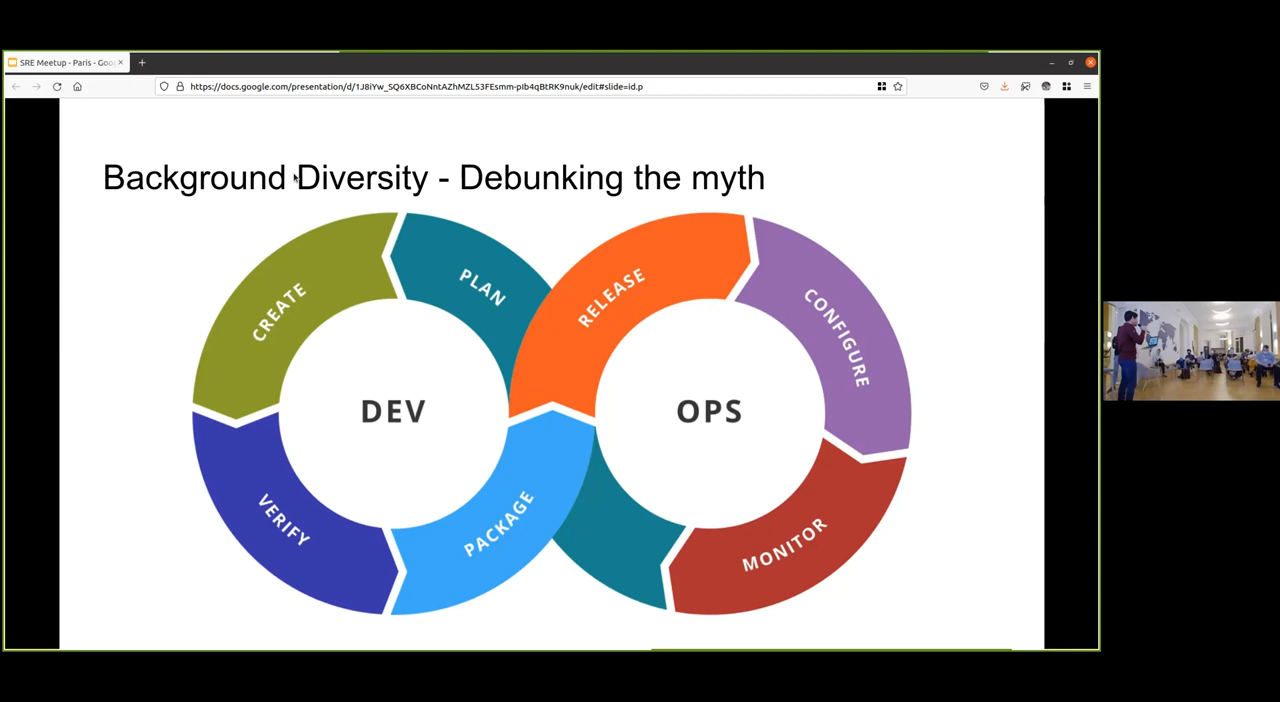 SRE Meetup - Paris - Goo
https://docs.google.com/presentation/d/1J8iYw_SQ6XBCoNntAZhMZL53FEsmm-pIb4qBtRK9nuk/edit#slide=id.p
Background Diversity - Debunking the myth
CREATE
PLAN
RELEASE
CONFIGURE
DEV
OPS
VERIFY
PACKAGE
MONITOR